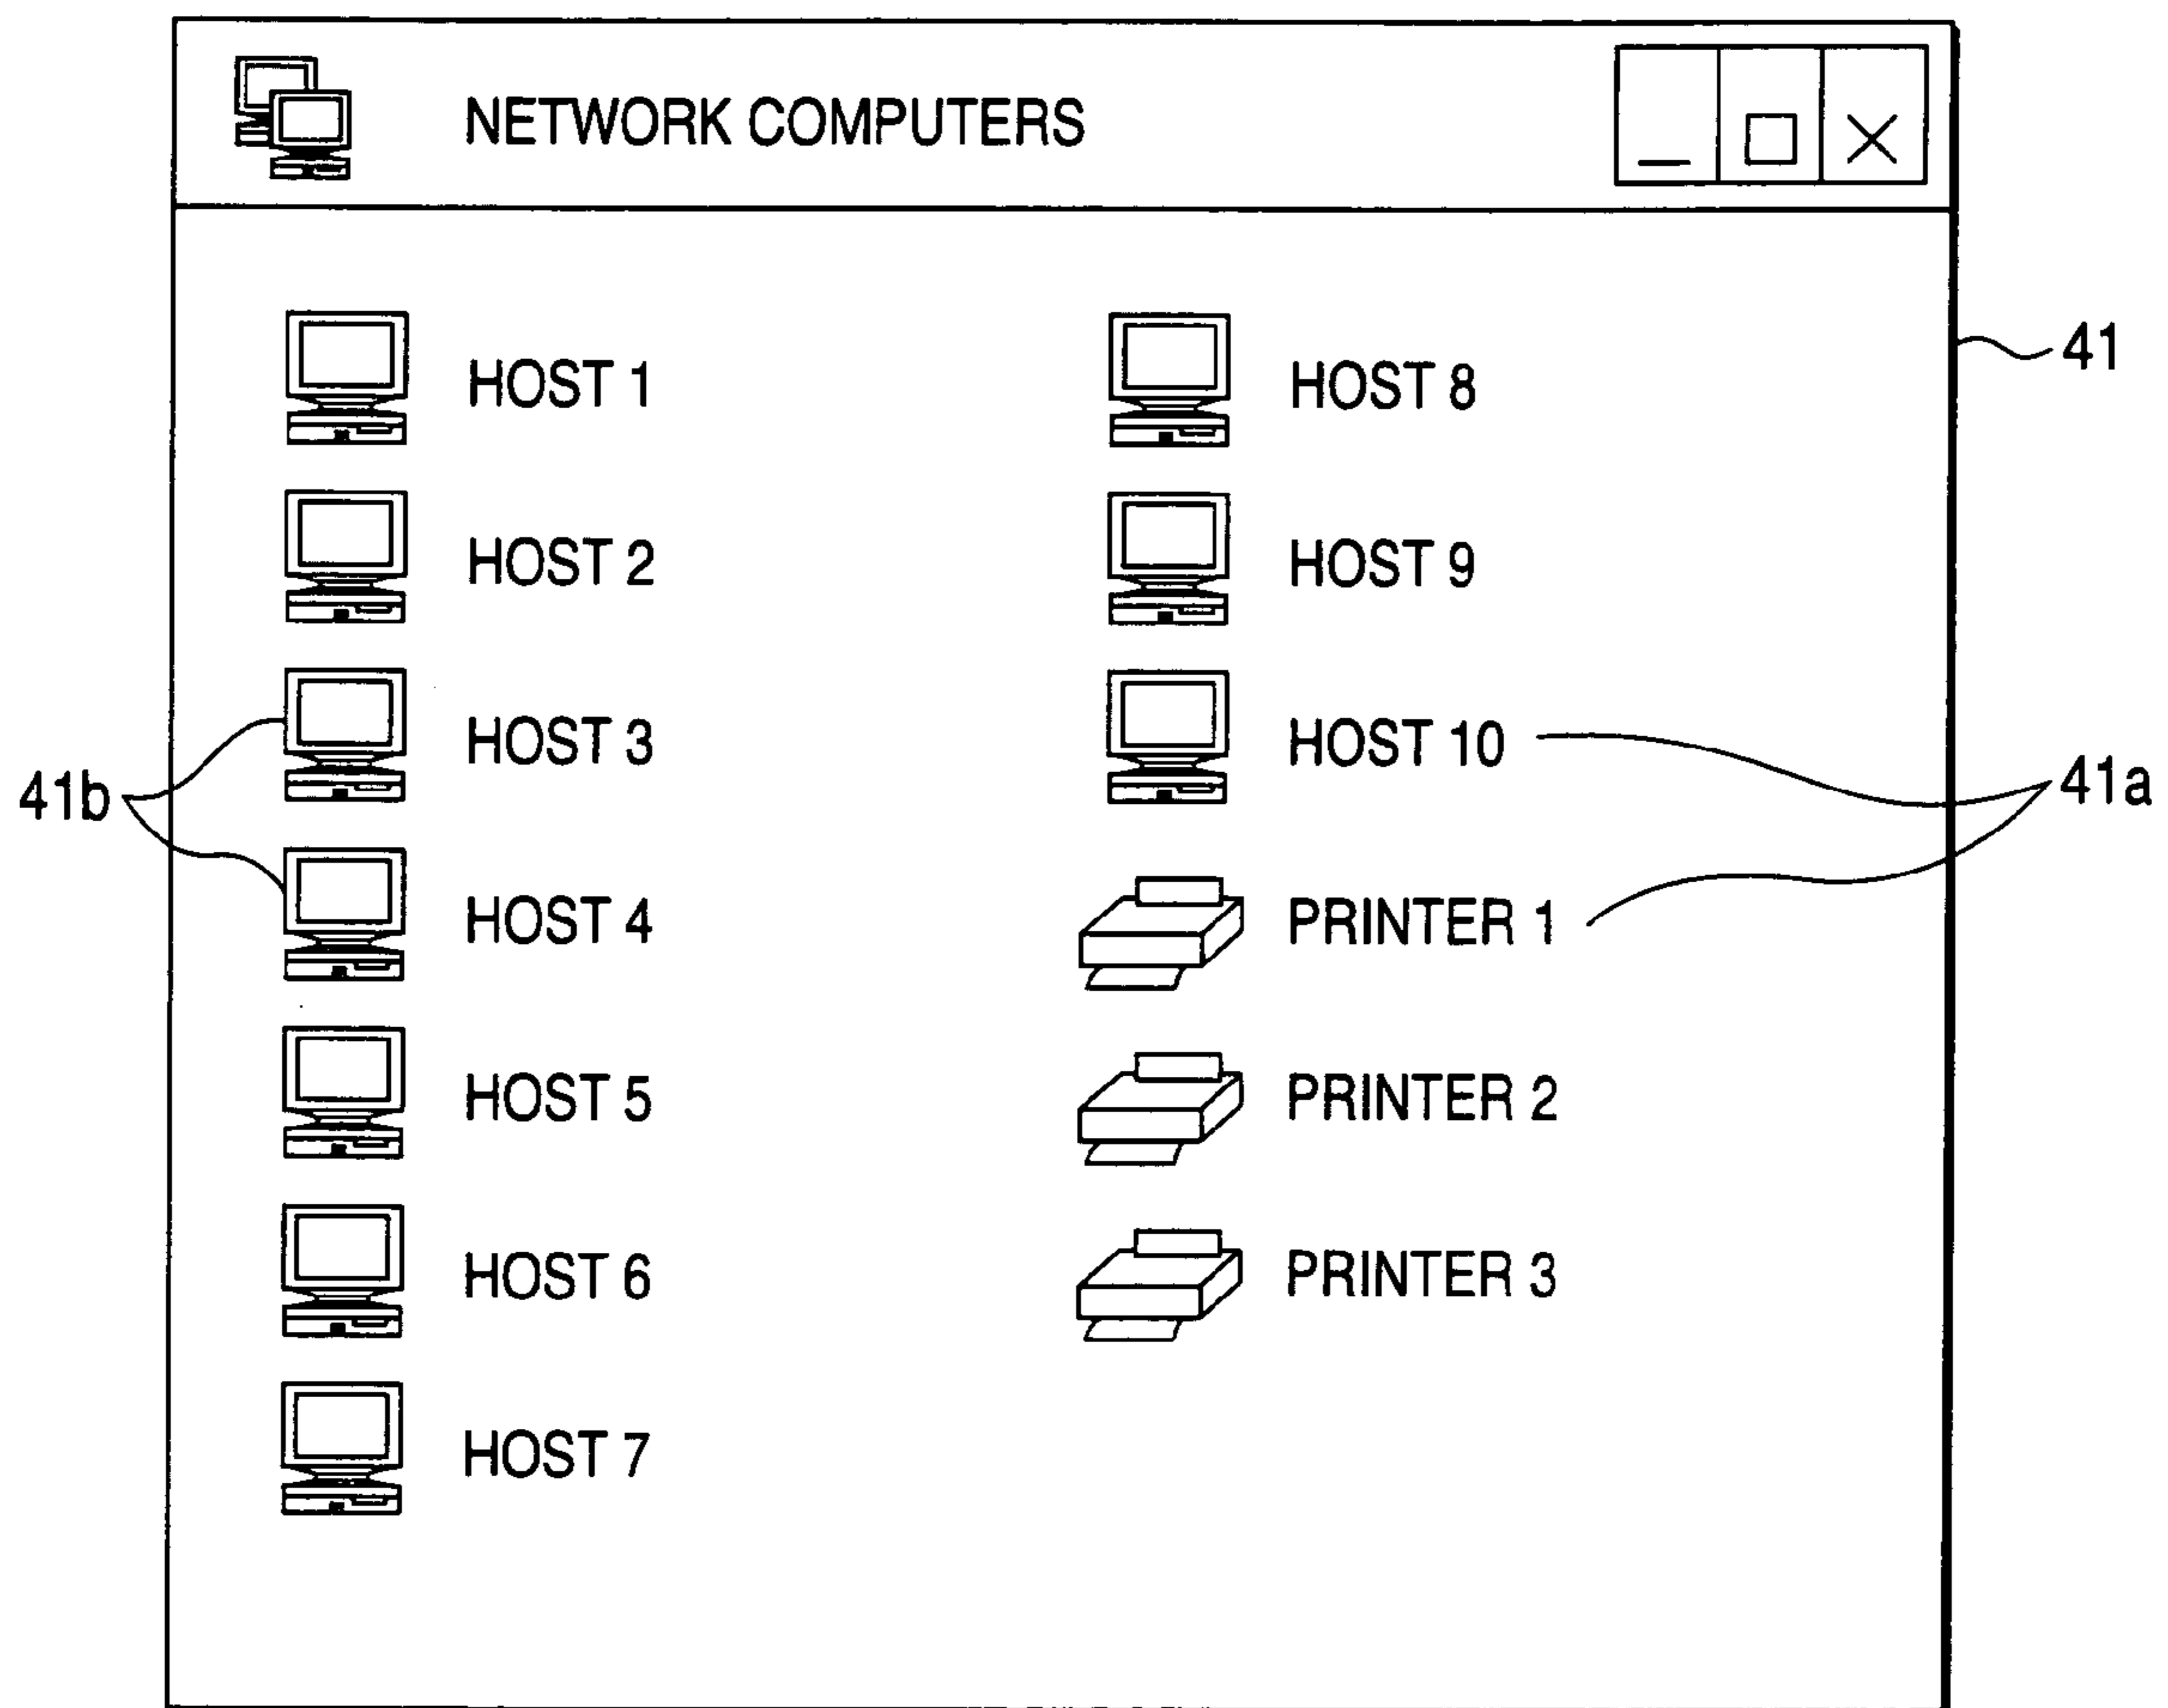 NETWORK COMPUTERS
HOST 1
HOST 2
HOST 3
HOST 4
HOST 5
HOST 6
HOST 7
HOST 8
HOST 9
HOST 10
PRINTER 1
PRINTER 2
PRINTER 3
41
41a
41b